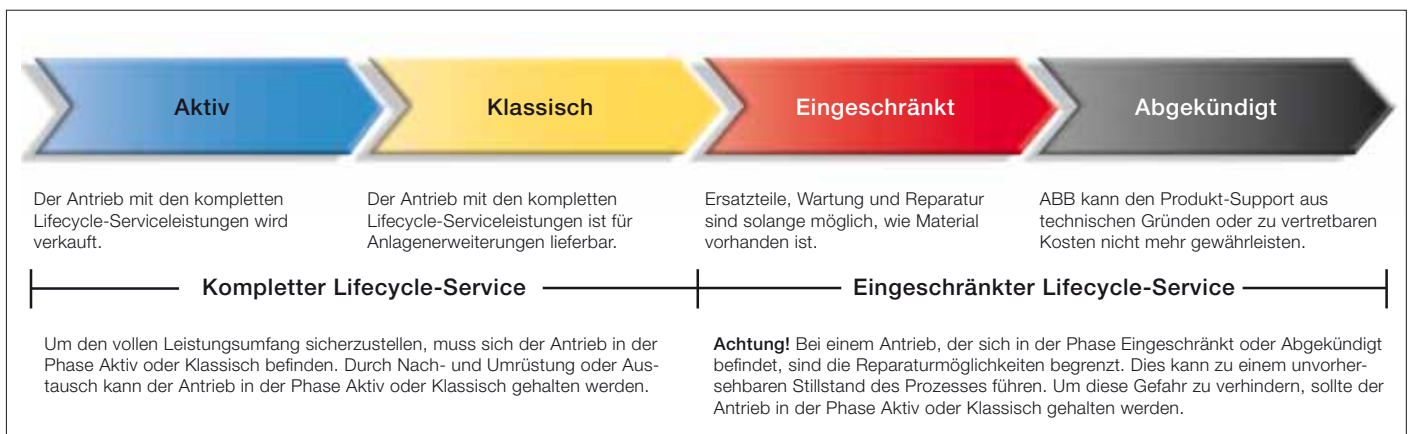 Aktiv
Klassisch
Eingeschränkt
Abgekündigt
Der Antrieb mit den kompletten
Lifecycle-Serviceleistungen wird
verkauft.
Der Antrieb mit den kompletten
Lifecycle-Serviceleistungen ist für
Anlagenerweiterungen lieferbar.
Ersatzteile, Wartung und Reparatur
sind solange möglich, wie Material
vorhanden ist.
ABB kann den Produkt-Support aus
technischen Gründen oder zu vertretbaren
Kosten nicht mehr gewährleisten.
Kompletter Lifecycle-Service
Eingeschränkter Lifecycle-Service
Um den vollen Leistungsumfang sicherzustellen, muss sich der Antrieb in der
Phase Aktiv oder Klassisch befinden. Durch Nach- und Umrüstung oder Aus-
tausch kann der Antrieb in der Phase Aktiv oder Klassisch gehalten werden.
Achtung! Bei einem Antrieb, der sich in der Phase Eingeschränkt oder Abgekündigt
befindet, sind die Reparaturmöglichkeiten begrenzt. Dies kann zu einem unvorher-
sehbaren Stillstand des Prozesses führen. Um diese Gefahr zu verhindern, sollte der
Antrieb in der Phase Aktiv oder Klassisch gehalten werden.